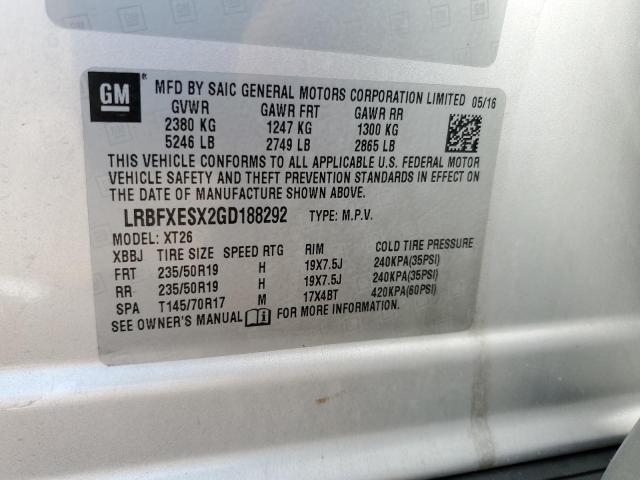 GM
MFD BY SAIC GENERAL MOTORS CORPORATION LIMITED 05/16
GVWR GAWR FRT GAWR RR
2380 KG 1247 KG 1300 KG
5246 LB 2749 LB 2865 LB
THIS VEHICLE CONFORMS TO ALL APPLICABLE U.S. FEDERAL MOTOR
VEHICLE SAFETY AND THEFT PREVENTION STANDARDS IN EFFECT ON
THE DATE OF MANUFACTURE SHOWN ABOVE.
LRBFXESX2GD188292 TYPE: M.P.V.
MODEL: XT26
XBBJ TIRE SIZE SPEED RTG RIM COLD TIRE PRESSURE
FRT 235/50R19 H 19X7.5J 240KPA(35PSI)
RR 235/50R19 H 19X7.5J 240KPA(35PSI)
SPA T145/70R17 M 17X4BT 420KPA(60PSI)
SEE OWNER'S MANUAL FOR MORE INFORMATION.